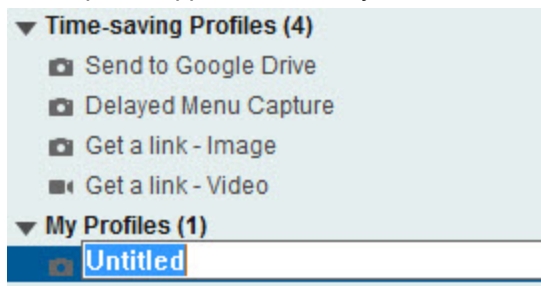 Time-saving Profiles (4)
Send to Google Drive
Delayed Menu Capture
Get a link - Image
Get a link - Video
My Profiles (1)
Untitled